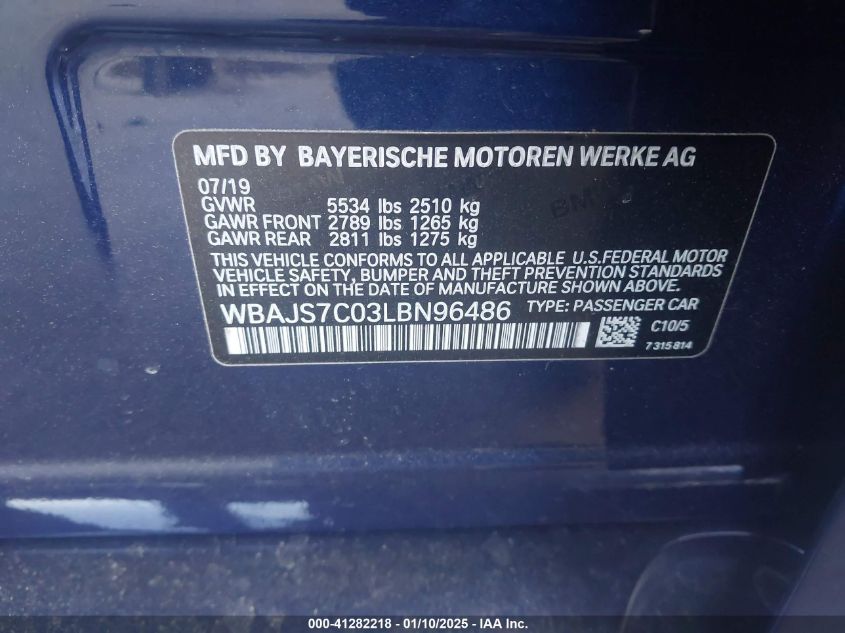 MFD BY BAYERISCHE MOTOREN WERKE AG
07/19
GVWR 5534 lbs 2510 kg
GAWR FRONT 2789 lbs 1265 kg
GAWR REAR 2811 lbs 1275 kg
THIS VEHICLE CONFORMS TO ALL APPLICABLE U.S.FEDERAL MOTOR
VEHICLE SAFETY, BUMPER AND THEFT PREVENTION STANDARDS
IN EFFECT ON THE DATE OF MANUFACTURE SHOWN ABOVE.
WBAJS7C03LBN96486 TYPE: PASSENGER CAR
C10/5
7315814
000-41282218 - 01/10/2025 - IAA Inc.